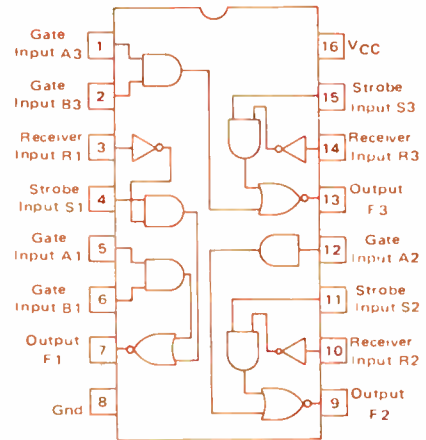 Gate
Input A3
1
Gate
Input B3
2
Receiver
Input R1
3
Strobe
Input S1
4
Gate
Input A1
5
Gate
Input B1
6
Output
F1
7
Gnd
8
16
VCC
15
Strobe
Input S3
14
Receiver
Input R3
13
Output
F3
12
Gate
Input A2
11
Strobe
Input S2
10
Receiver
Input R2
9
Output
F2